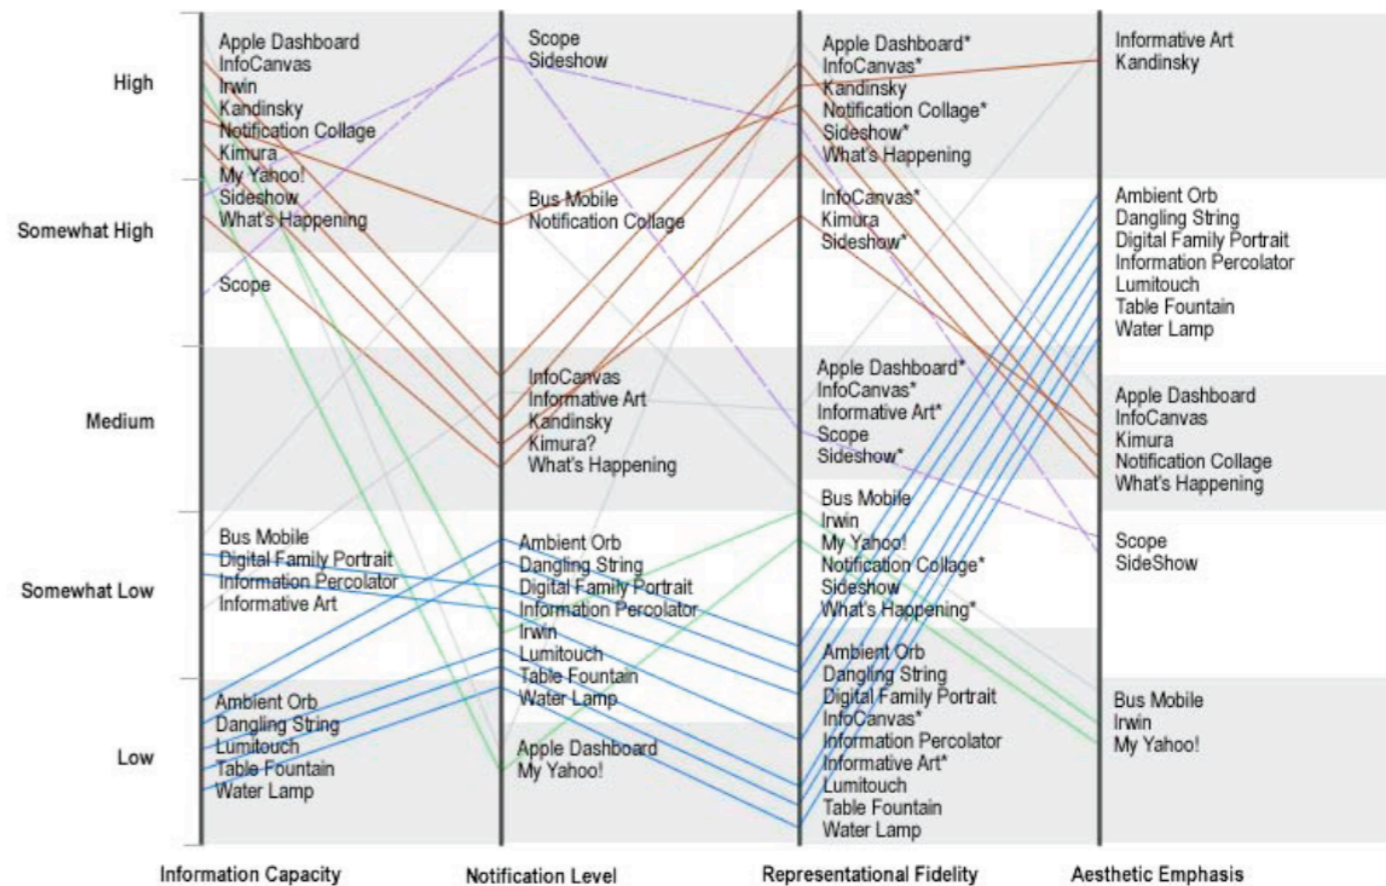 High
Somewhat High
Medium
Somewhat Low
Low
Apple Dashboard
InfoCanvas
Irwin
Kandinsky
Notification Collage
Kimura
My Yahoo!
Sideshow
What's Happening
Scope
Bus Mobile
Digital Family Portrait
Information Percolator
Informative Art
Ambient Orb
Dangling String
Lumitouch
Table Fountain
Water Lamp
Information Capacity
Scope
Sideshow
Bus Mobile
Notification Collage
InfoCanvas
Informative Art
Kandinsky
Kimura?
What's Happening
Ambient Orb
Dangling String
Digital Family Portrait
Information Percolator
Irwin
Lumitouch
Table Fountain
Water Lamp
Apple Dashboard
My Yahoo!
Notification Level
Apple Dashboard*
InfoCanvas*
Kandinsky
Notification Collage*
Sideshow*
What's Happening
InfoCanvas*
Kimura
Sideshow*
Apple Dashboard*
InfoCanvas*
Informative Art*
Scope
Sideshow*
Bus Mobile
Irwin
My Yahoo!
Notification Collage*
Sideshow
What's Happening*
Ambient Orb
Dangling String
Digital Family Portrait
InfoCanvas*
Information Percolator
Informative Art*
Lumitouch
Table Fountain
Water Lamp
Representational Fidelity
Informative Art
Kandinsky
Ambient Orb
Dangling String
Digital Family Portrait
Information Percolator
Lumitouch
Table Fountain
Water Lamp
Apple Dashboard
InfoCanvas
Kimura
Notification Collage
What's Happening
Scope
SideShow
Bus Mobile
Irwin
My Yahoo!
Aesthetic Emphasis